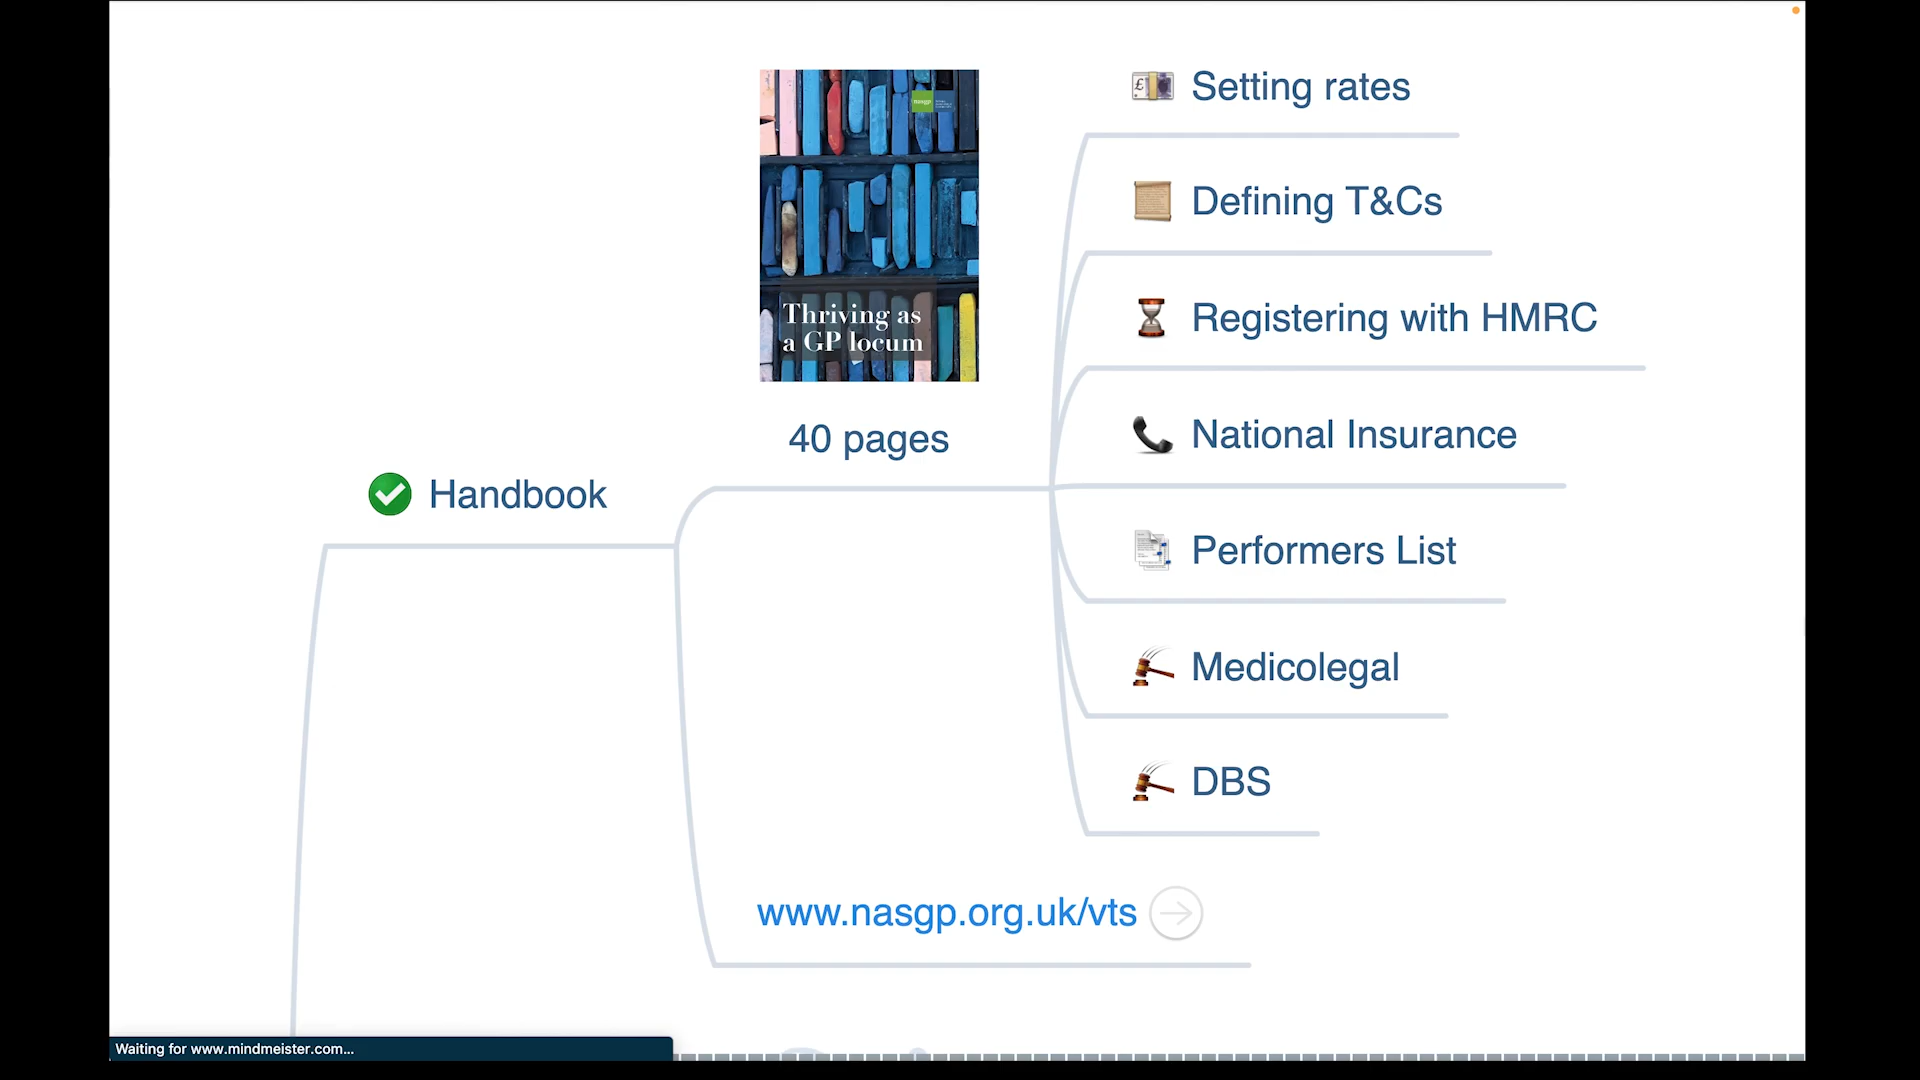 Setting rates
Defining T&Cs
nasgp
Thriving as
a GP locum
Registering with HMRC
40 pages
National Insurance
Handbook
Performers List
Medicolegal
DBS
www.nasgp.org.uk/vts
Waiting for www.mindmeister.com...